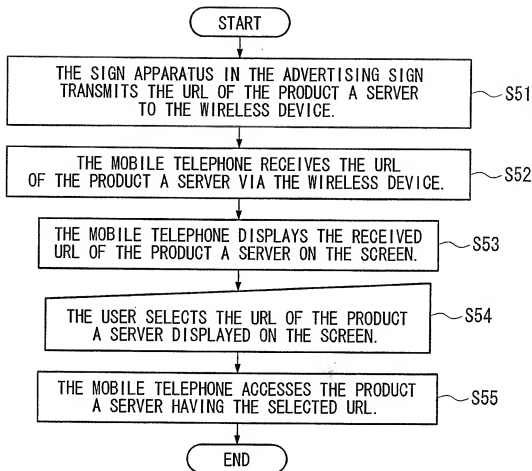 START
THE SIGN APPARATUS IN THE ADVERTISING SIGN
TRANSMITS THE URL OF THE PRODUCT A SERVER
TO THE WIRELESS DEVICE.
S51
THE MOBILE TELEPHONE RECEIVES THE URL
OF THE PRODUCT A SERVER VIA THE WIRELESS DEVICE.
S52
THE MOBILE TELEPHONE DISPLAYS THE RECEIVED
URL OF THE PRODUCT A SERVER ON THE SCREEN.
S53
THE USER SELECTS THE URL OF THE PRODUCT
A SERVER DISPLAYED ON THE SCREEN.
S54
THE MOBILE TELEPHONE ACCESSES THE PRODUCT
A SERVER HAVING THE SELECTED URL.
S55
END